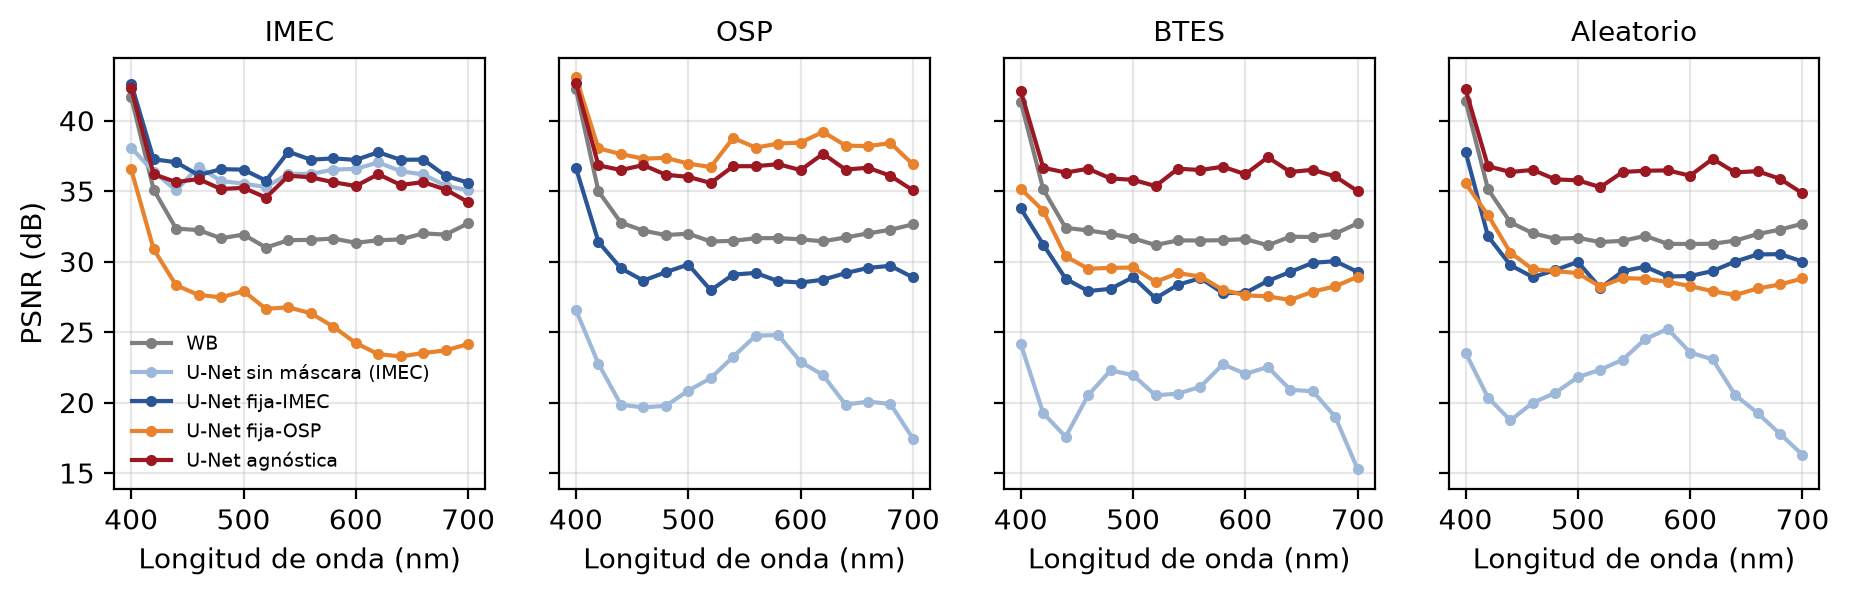 IMEC
OSP
BTES
Aleatorio
PSNR (dB)
40
35
30
25
20
15
WB
U-Net sin máscara (IMEC)
U-Net fija-IMEC
U-Net fija-OSP
U-Net agnóstica
400 500 600 700
400 500 600 700
400 500 600 700
400 500 600 700
Longitud de onda (nm)
Longitud de onda (nm)
Longitud de onda (nm)
Longitud de onda (nm)